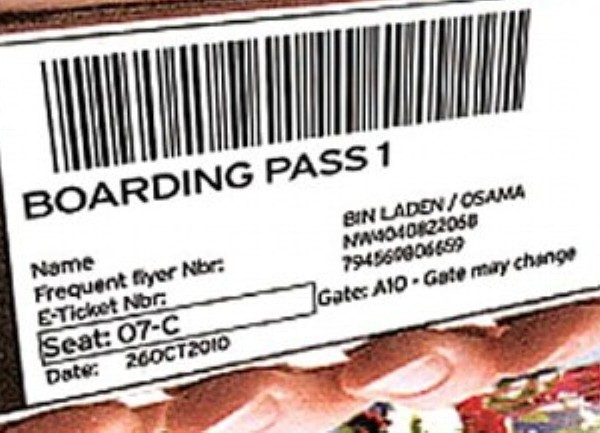 BOARDING PASS 1
Name BIN LADEN / OSAMA
Frequent flyer Nbr: NW404082206B
E-Ticket Nbr: 794569806659
Seat: 07-C Gate: A10 - Gate may change
Date: 26OCT2010